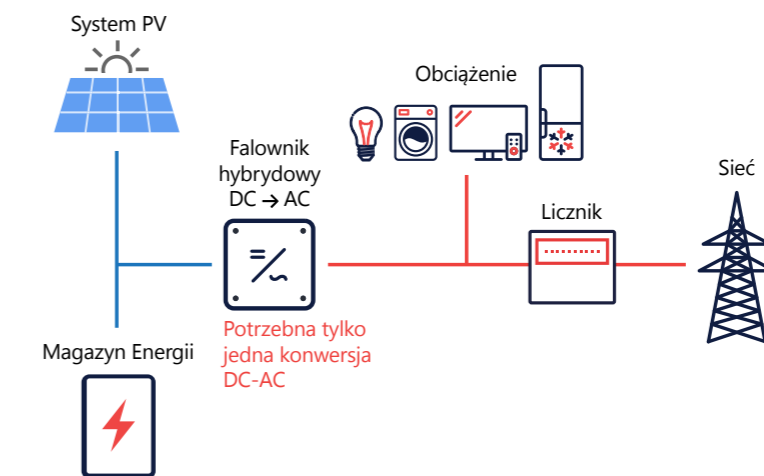 System PV
Obciążenie
Falownik
hybrydowy
DC → AC
Sieć
Licznik
Potrzebna tylko
jedna konwersja
DC-AC
Magazyn Energii